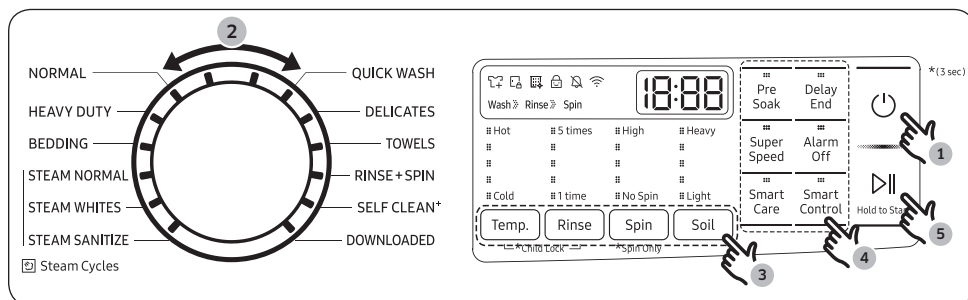 2
NORMAL
HEAVY DUTY
BEDDING
STEAM NORMAL
STEAM WHITES
STEAM SANITIZE
Steam Cycles
QUICK WASH
DELICATES
TOWELS
RINSE+SPIN
SELF CLEAN+
DOWNLOADED
18:88
Wash » Rinse » Spin
Hot 5 times High Heavy
Cold 1 time No Spin Light
Temp. Rinse Spin Soil
*Child Lock *Spin Only
3
Pre Soak
Delay End
Super Speed
Alarm Off
Smart Care
Smart Control
4
*(3 sec)
1
Hold to Start
5